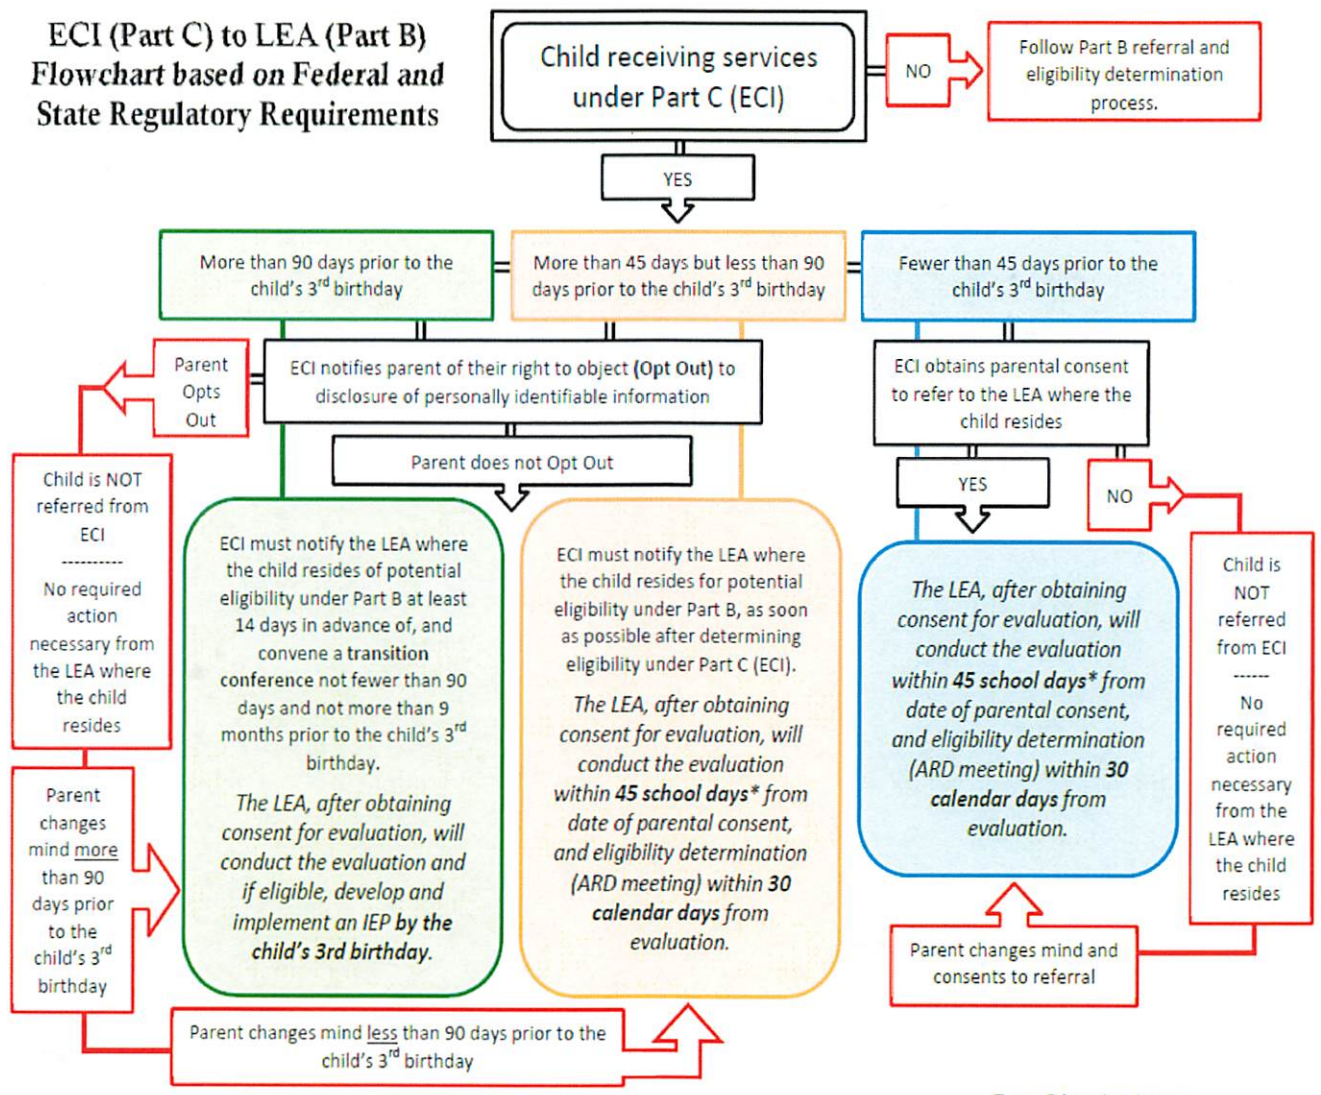 ECI (Part C) to LEA (Part B)
Flowchart based on Federal and
State Regulatory Requirements
Child receiving services
under Part C (ECI)
NO
Follow Part B referral and
eligibility determination
process.
YES
More than 90 days prior to the
child's 3rd birthday
More than 45 days but less than 90
days prior to the child's 3rd birthday
Fewer than 45 days prior to the
child's 3rd birthday
Parent
Opts
Out
ECI notifies parent of their right to object (Opt Out) to
disclosure of personally identifiable information
ECI obtains parental consent
to refer to the LEA where the
child resides
Parent does not Opt Out
YES
NO
Child is NOT
referred from
ECI
----------
No required
action
necessary from
the LEA where
the child
resides
ECI must notify the LEA where
the child resides of potential
eligibility under Part B at least
14 days in advance of, and
convene a transition
conference not fewer than 90
days and not more than 9
months prior to the child's 3rd
birthday.
The LEA, after obtaining
consent for evaluation, will
conduct the evaluation and
if eligible, develop and
implement an IEP by the
child's 3rd birthday.
ECI must notify the LEA where
the child resides for potential
eligibility under Part B, as soon
as possible after determining
eligibility under Part C (ECI).
The LEA, after obtaining
consent for evaluation, will
conduct the evaluation
within 45 school days* from
date of parental consent,
and eligibility determination
(ARD meeting) within 30
calendar days from
evaluation.
The LEA, after obtaining
consent for evaluation, will
conduct the evaluation
within 45 school days* from
date of parental consent,
and eligibility determination
(ARD meeting) within 30
calendar days from
evaluation.
Child is
NOT
referred
from ECI
------
No
required
action
necessary
from the
LEA where
the child
resides
Parent
changes
mind more
than 90
days prior
to the
child's 3rd
birthday
Parent changes mind and
consents to referral
Parent changes mind less than 90 days prior to the
child's 3rd birthday